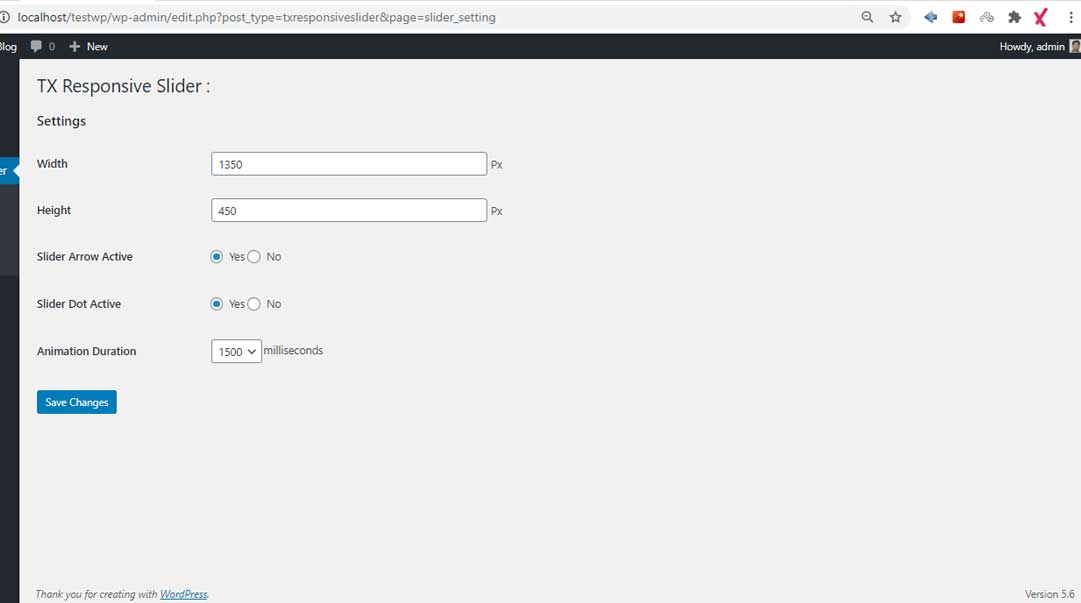 localhost/testwp/wp-admin/edit.php?post_type=txresponsiveslider&page=slider_setting
0 New Howdy, admin
TX Responsive Slider :
Settings
Width 1350 Px
Height 450 Px
Slider Arrow Active Yes No
Slider Dot Active Yes No
Animation Duration 1500 milliseconds
Save Changes
Thank you for creating with WordPress. Version 5.6